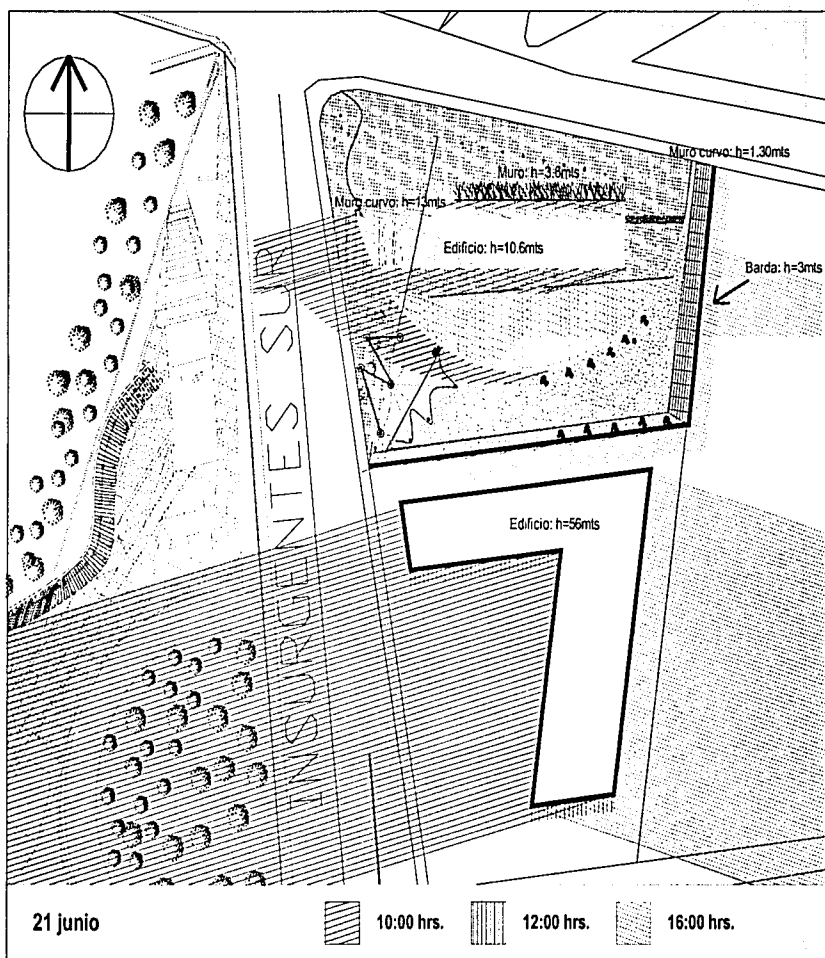 Muro curvo: h=1.30mts
Muro: h=3.6mts
Muro curvo: h=13mts
Edificio: h=10.6mts
Barda: h=3mts
INSURGENTES SUR
Edificio: h=56mts
21 junio
10:00 hrs.
12:00 hrs.
16:00 hrs.